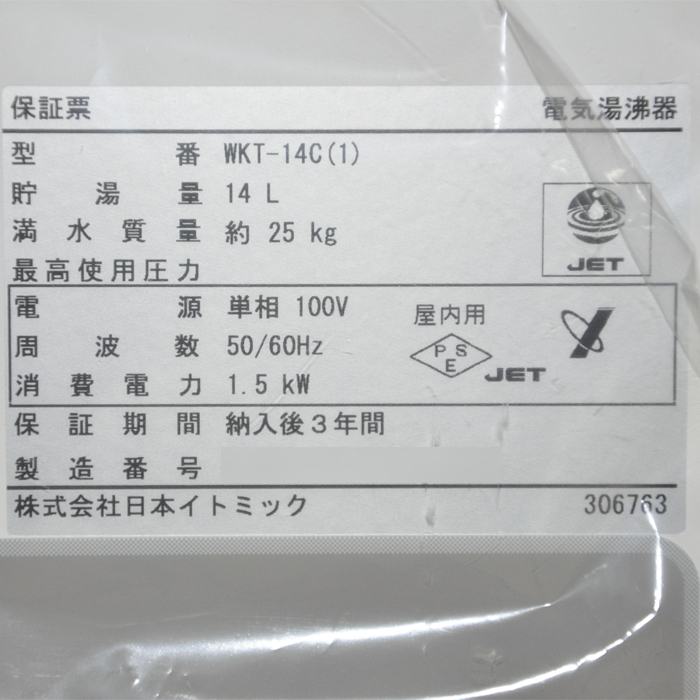 保証票 電気湯沸器
型番 WKT-14C(1)
貯湯量 14 L
満水質量 約 25 kg
JET
最高使用圧力
電源 単相 100V
屋内用
周波数 50/60Hz
PSE JET
消費電力 1.5 kW
保証期間 納入後３年間
製造番号
株式会社日本イトミック 306763